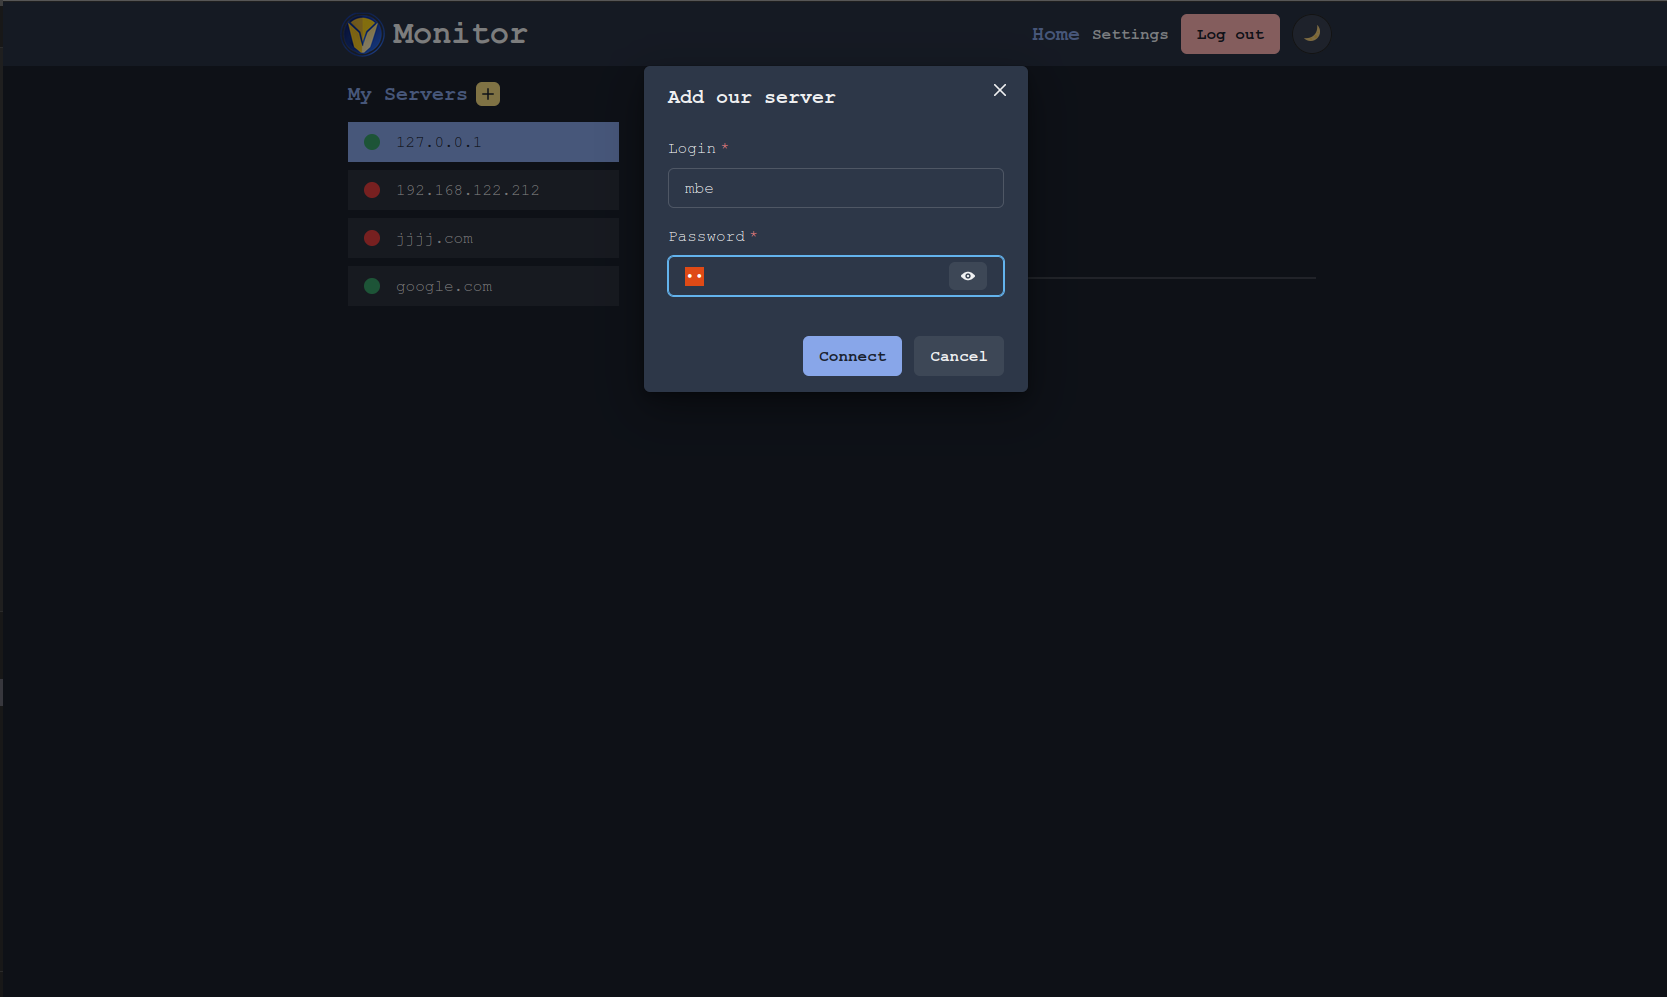 Monitor
Home Settings Log out
My Servers +
127.0.0.1
192.168.122.212
jjjj.com
google.com
Add our server
Login *
mbe
Password *
••
Connect Cancel